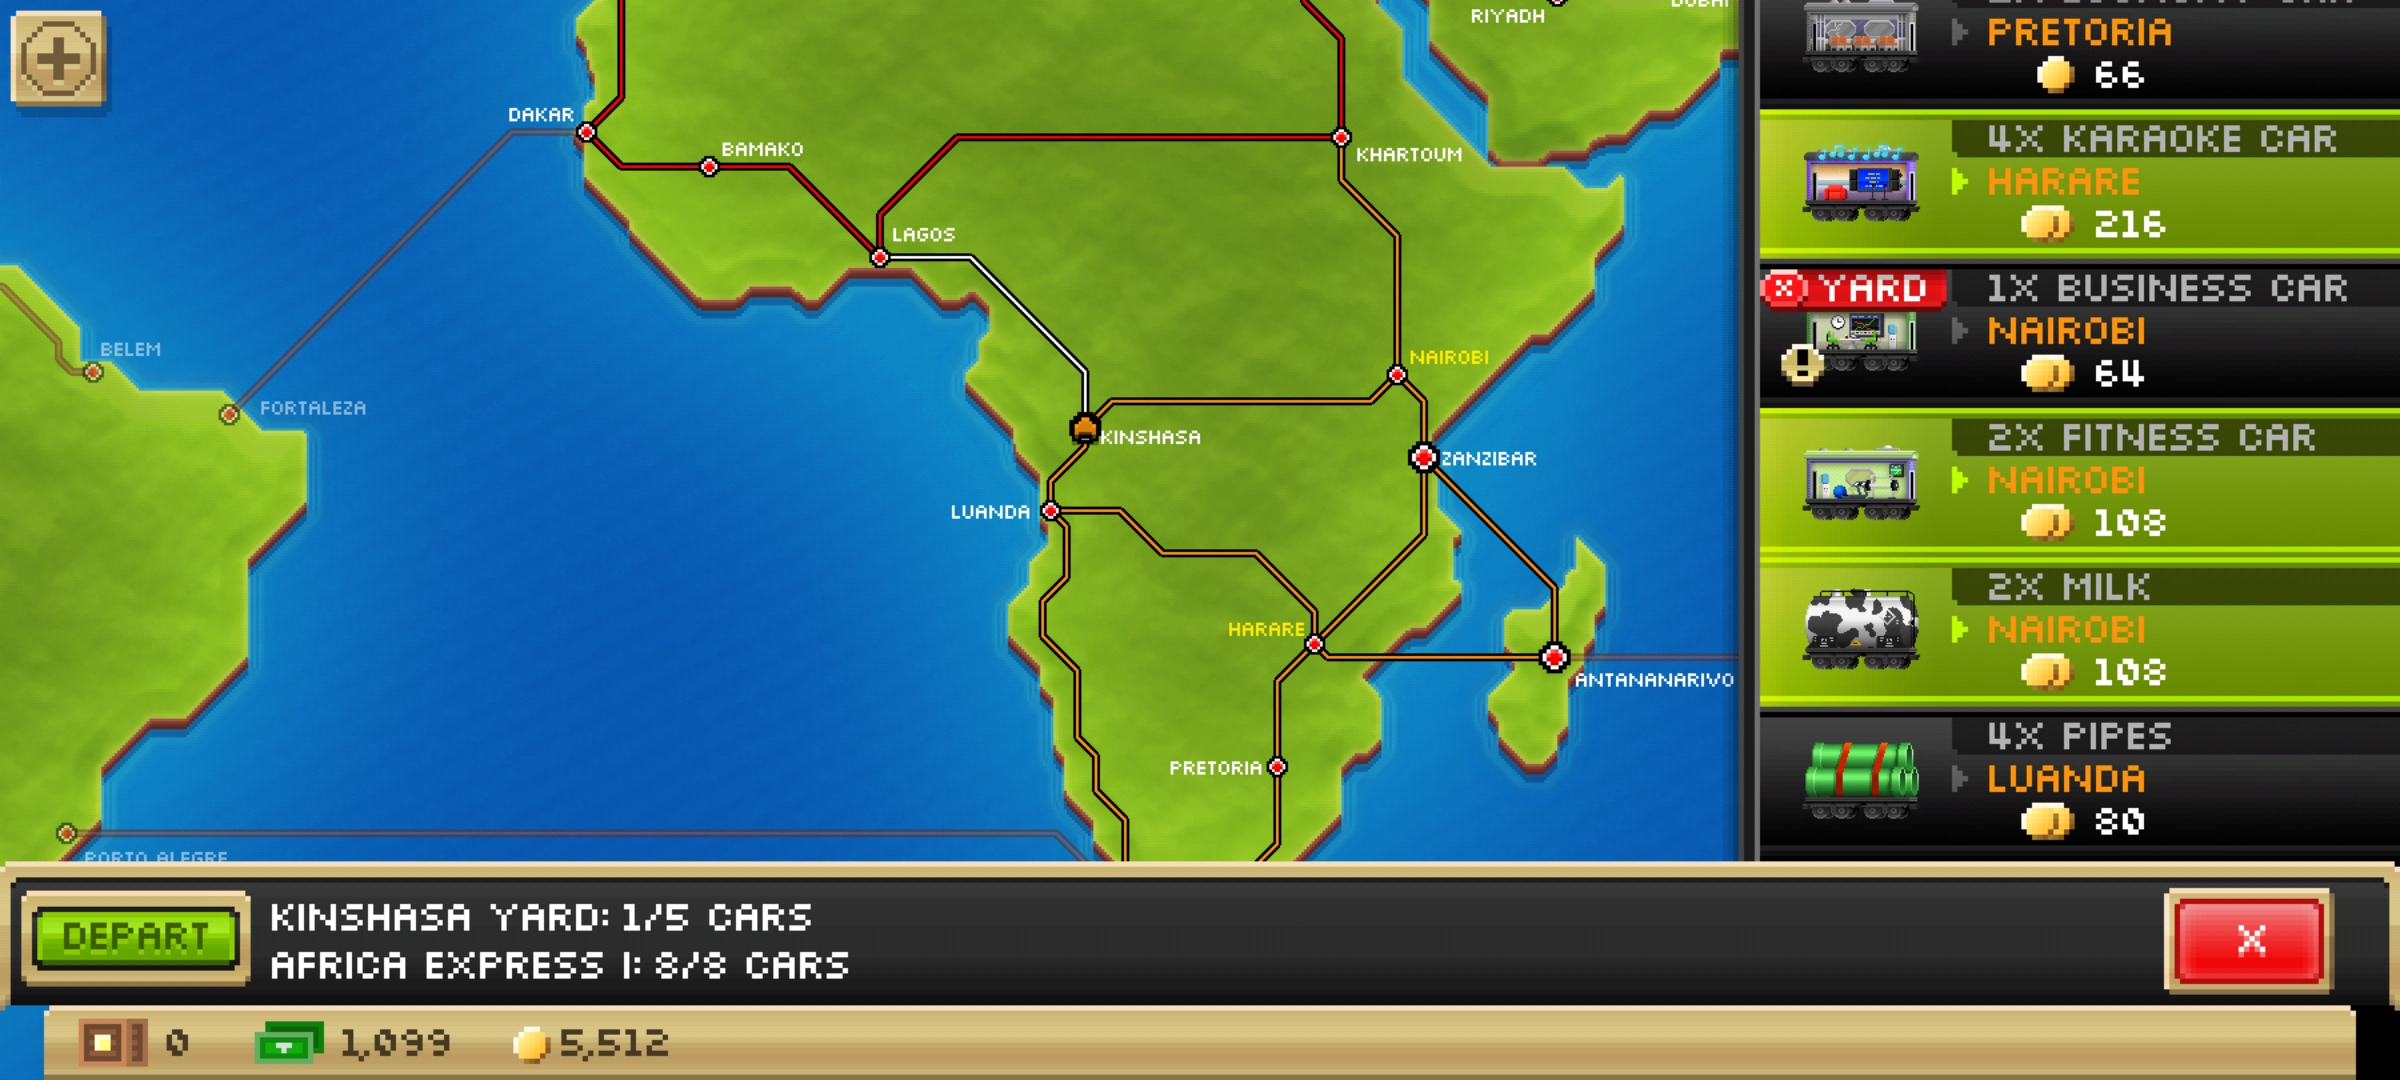 RIYADH
DAKAR
BAMAKO
KHARTOUM
LAGOS
BELEM
FORTALEZA
NAIROBI
KINSHASA
ZANZIBAR
LUANDA
HARARE
ANTANANARIVO
PRETORIA
PORTO ALEGRE
PRETORIA
66
4X KARAOKE CAR
HARARE
216
YARD
1X BUSINESS CAR
NAIROBI
64
2X FITNESS CAR
NAIROBI
108
2X MILK
NAIROBI
108
4X PIPES
LUANDA
80
DEPART
KINSHASA YARD: 1/5 CARS
AFRICA EXPRESS I: 8/8 CARS
X
0
1,099
5,512